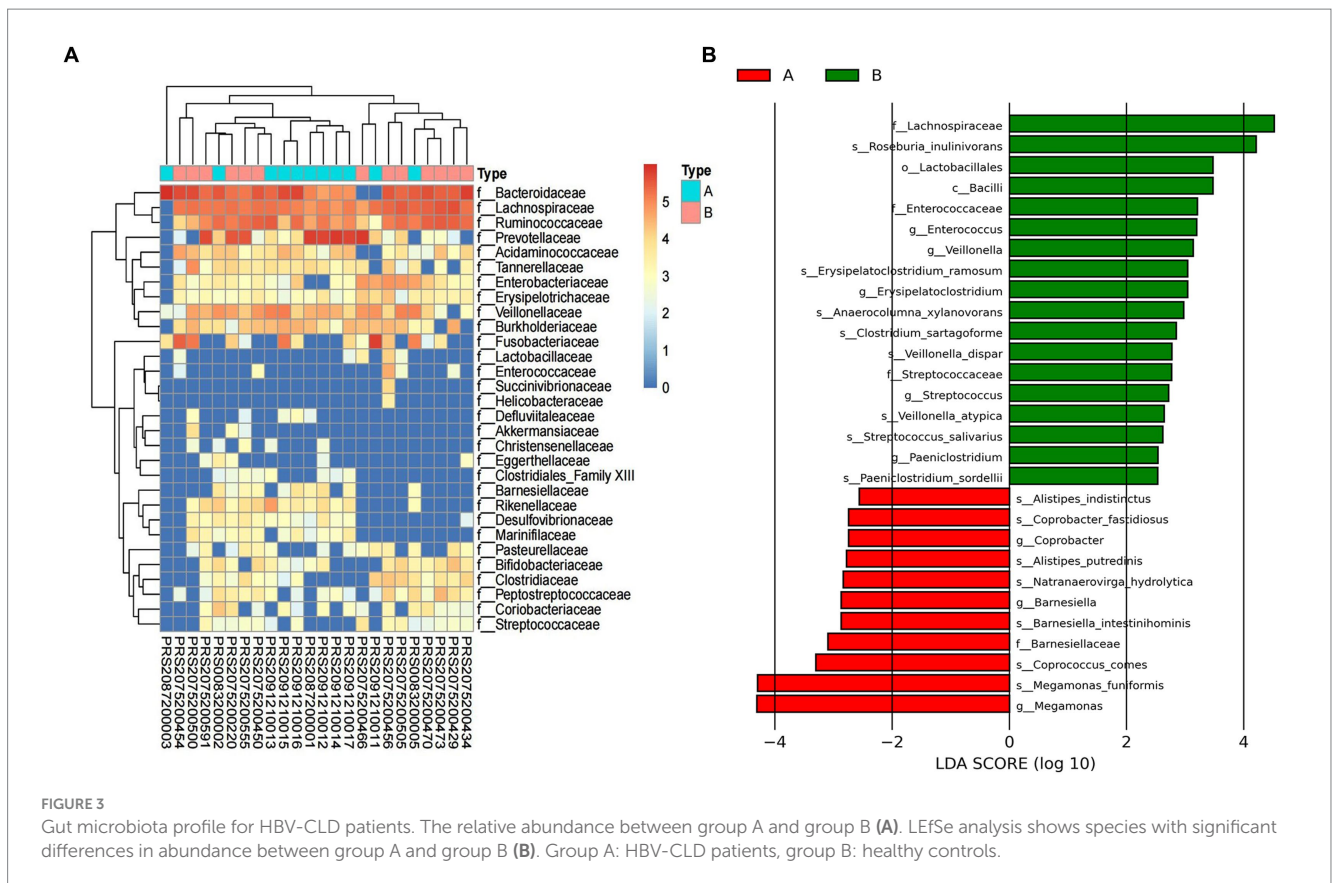 A
B
A
B
Type
f__Bacteroidaceae
f__Lachnospiraceae
f__Ruminococcaceae
f__Prevotellaceae
f__Acidaminococcaceae
f__Tannerellaceae
f__Enterobacteriaceae
f__Erysipelotrichaceae
f__Veillonellaceae
f__Burkholderiaceae
f__Fusobacteriaceae
f__Lactobacillaceae
f__Enterococcaceae
f__Succinivibrionaceae
f__Helicobacteraceae
f__Defluviitaleaceae
f__Akkermansiaceae
f__Christensenellaceae
f__Eggerthellaceae
f__Clostridiales_Family XIII
f__Barnesiellaceae
f__Rikenellaceae
f__Desulfovibrionaceae
f__Marinifilaceae
f__Pasteurellaceae
f__Bifidobacteriaceae
f__Clostridiaceae
f__Peptostreptococcaceae
f__Coriobacteriaceae
f__Streptococcaceae
5
4
3
2
1
0
Type
A
B
PRS208720003
PRS207520454
PRS207520500
PRS207520591
PRS008320002
PRS207520220
PRS207520555
PRS207520450
PRS209121013
PRS209121015
PRS209121016
PRS208720001
PRS209121012
PRS209121014
PRS209121017
PRS207520466
PRS209121011
PRS207520456
PRS207520505
PRS008320005
PRS207520470
PRS207520473
PRS207520429
PRS207520434
f__Lachnospiraceae
s__Roseburia_inulinivorans
o__Lactobacillales
c__Bacilli
f__Enterococcaceae
g__Enterococcus
g__Veillonella
s__Erysipelatoclostridium_ramosum
g__Erysipelatoclostridium
s__Anaerocolumna_xylanovorans
s__Clostridium_sartagoforme
s__Veillonella_dispar
f__Streptococcaceae
g__Streptococcus
s__Veillonella_atypica
s__Streptococcus_salivarius
g__Paeniclostridium
s__Paeniclostridium_sordellii
s__Alistipes_indistinctus
s__Coprobacter_fastidiosus
g__Coprobacter
s__Alistipes_putredinis
s__Natranaerovirga_hydrolytica
g__Barnesiella
s__Barnesiella_intestinihominis
f__Barnesiellaceae
s__Coprococcus_comes
s__Megamonas_funiformis
g__Megamonas
−4 −2 0 2 4
LDA SCORE (log 10)
FIGURE 3
Gut microbiota profile for HBV-CLD patients. The relative abundance between group A and group B (A). LEfSe analysis shows species with significant
differences in abundance between group A and group B (B). Group A: HBV-CLD patients, group B: healthy controls.